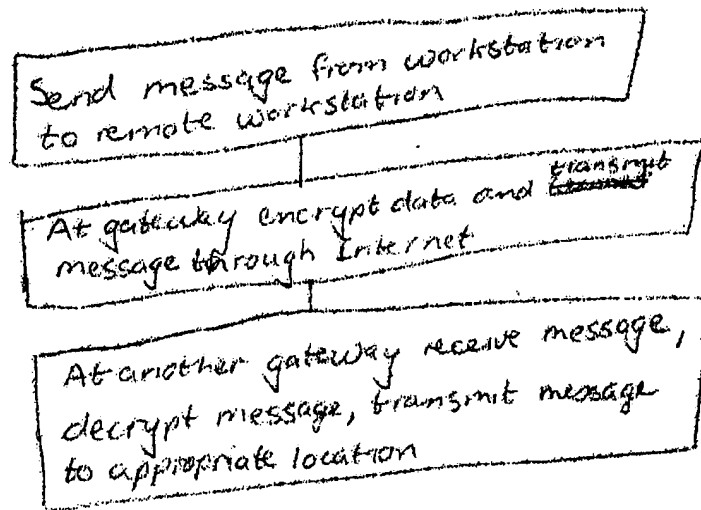 Send message from workstation
to remote workstation
At gateway encrypt data and transmit
message through Internet
At another gateway receive message,
decrypt message, transmit message
to appropriate location